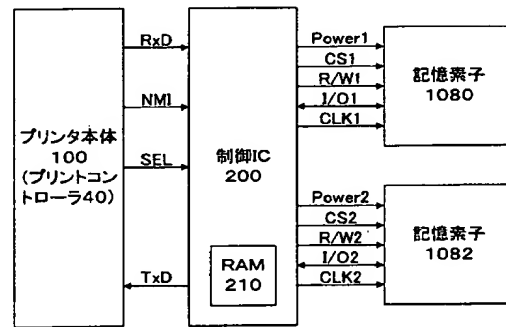 プリンタ本体
100
(プリントコント
ローラ40)
RxD
NMI
SEL
TxD
制御IC
200
RAM
210
Power1
CS1
R/W1
I/O1
CLK1
Power2
CS2
R/W2
I/O2
CLK2
記憶素子
1080
記憶素子
1082